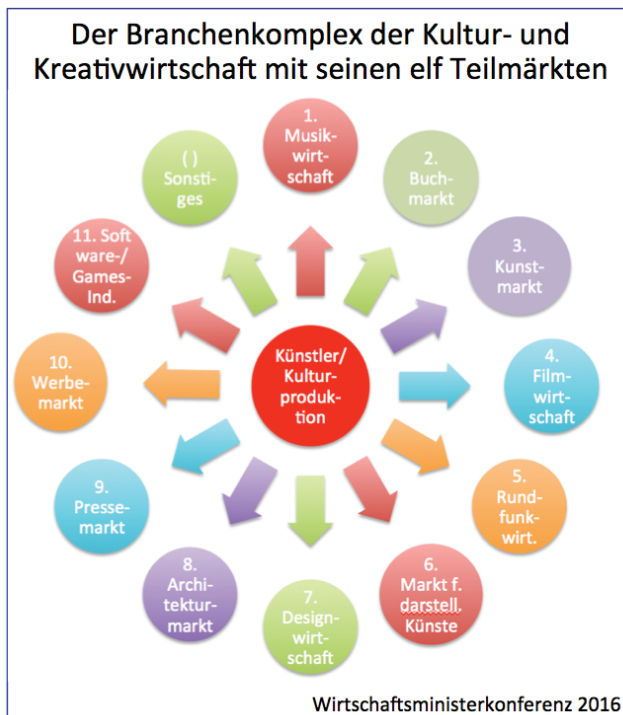 Der Branchenkomplex der Kultur- und
Kreativwirtschaft mit seinen elf Teilmärkten
1.
Musik-
wirt-
schaft
2.
Buch-
markt
3.
Kunst-
markt
4.
Film-
wirt-
schaft
5.
Rund-
funk-
wirt.
6.
Markt f.
darstell.
Künste
7.
Design-
wirt-
schaft
8.
Archi-
tektur-
markt
9.
Presse-
markt
10.
Werbe-
markt
11. Soft
ware-/
Games-
Ind.
( )
Sonsti-
ges
Künstler/
Kultur-
produk-
tion
Wirtschaftsministerkonferenz 2016